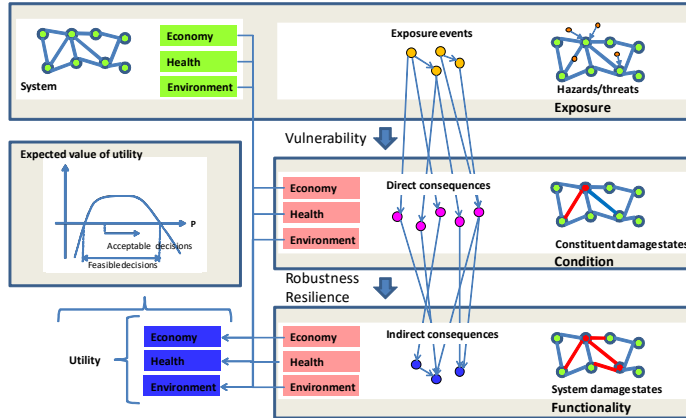 Economy
Health
Environment
System
Exposure events
Hazards/threats
Exposure
Vulnerability
Expected value of utility
P
Acceptable decisions
Feasible decisions
Economy
Health
Environment
Direct consequences
Constituent damage states
Condition
Robustness
Resilience
Utility
Economy
Health
Environment
Economy
Health
Environment
Indirect consequences
System damage states
Functionality